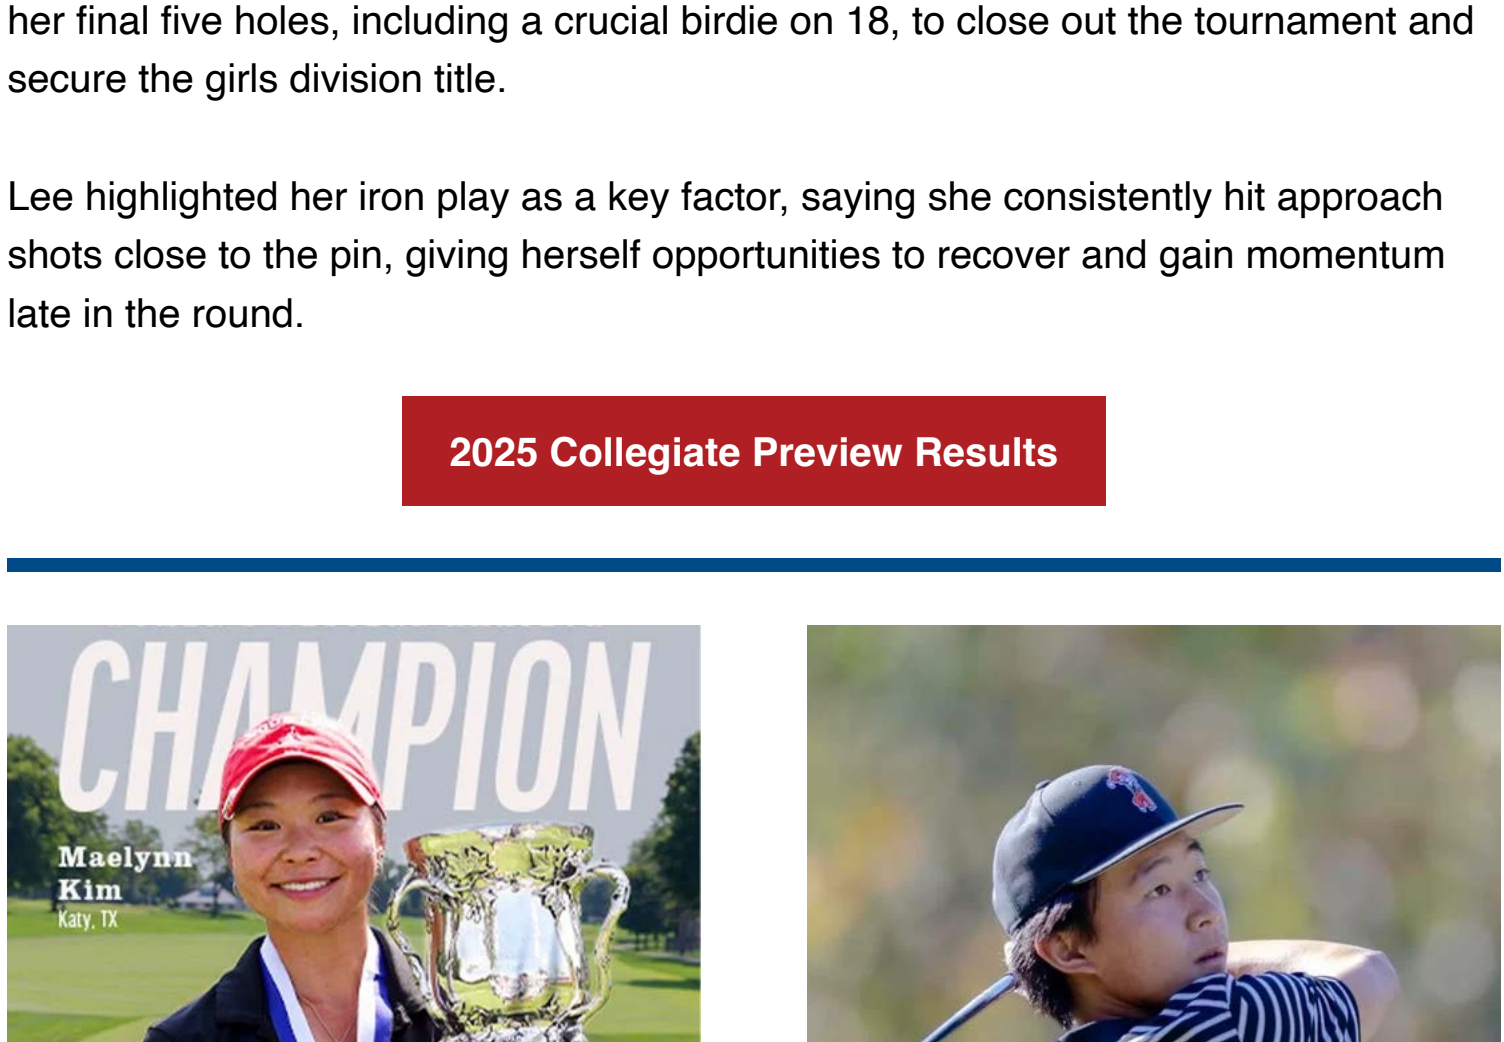 her final five holes, including a crucial birdie on 18, to close out the tournament and
secure the girls division title.
Lee highlighted her iron play as a key factor, saying she consistently hit approach
shots close to the pin, giving herself opportunities to recover and gain momentum
late in the round.
2025 Collegiate Preview Results
CHAMPION
Maelynn
Kim
Katy, TX